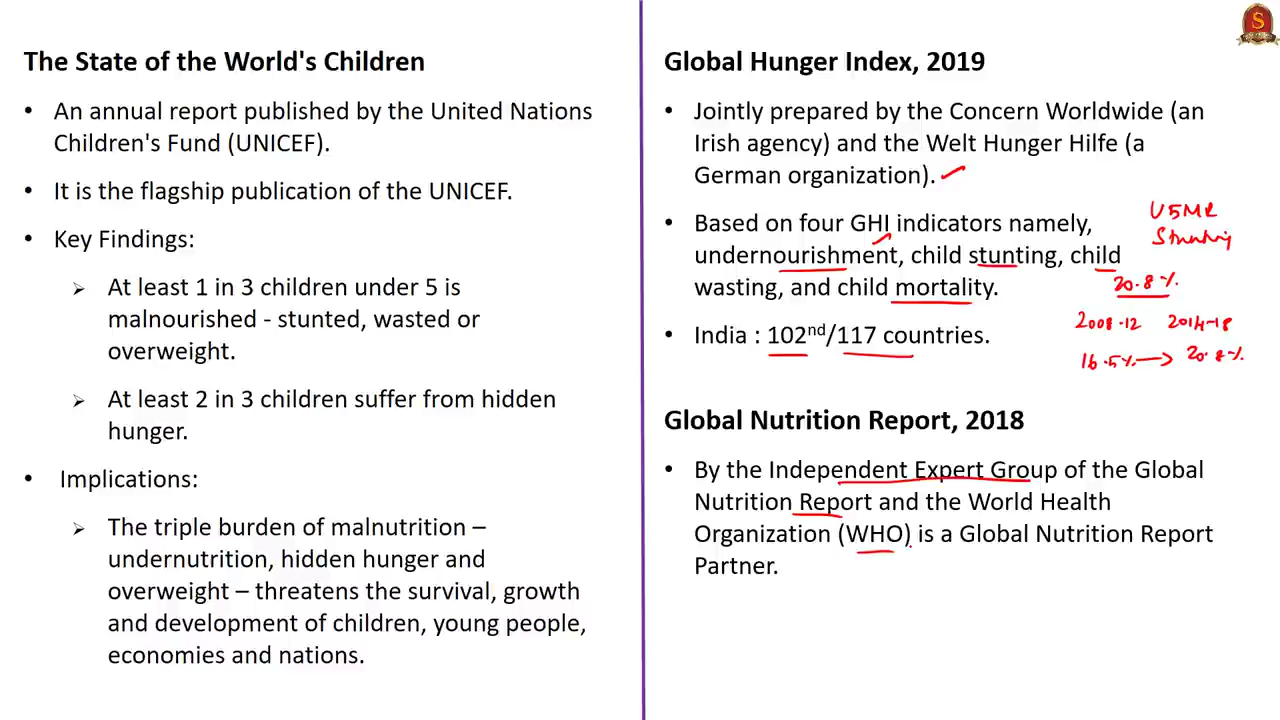 The State of the World's Children
• An annual report published by the United Nations
Children's Fund (UNICEF).
• It is the flagship publication of the UNICEF.
• Key Findings:
➢ At least 1 in 3 children under 5 is
malnourished - stunted, wasted or
overweight.
➢ At least 2 in 3 children suffer from hidden
hunger.
• Implications:
➢ The triple burden of malnutrition –
undernutrition, hidden hunger and
overweight – threatens the survival, growth
and development of children, young people,
economies and nations.
Global Hunger Index, 2019
• Jointly prepared by the Concern Worldwide (an
Irish agency) and the Welt Hunger Hilfe (a
German organization).
• Based on four GHI indicators namely,
undernourishment, child stunting, child
wasting, and child mortality.
• India : 102nd/117 countries.
U5MR
Stunting
20.8%
2008-12 2014-18
16.5% → 20.8%
Global Nutrition Report, 2018
• By the Independent Expert Group of the Global
Nutrition Report and the World Health
Organization (WHO) is a Global Nutrition Report
Partner.
S